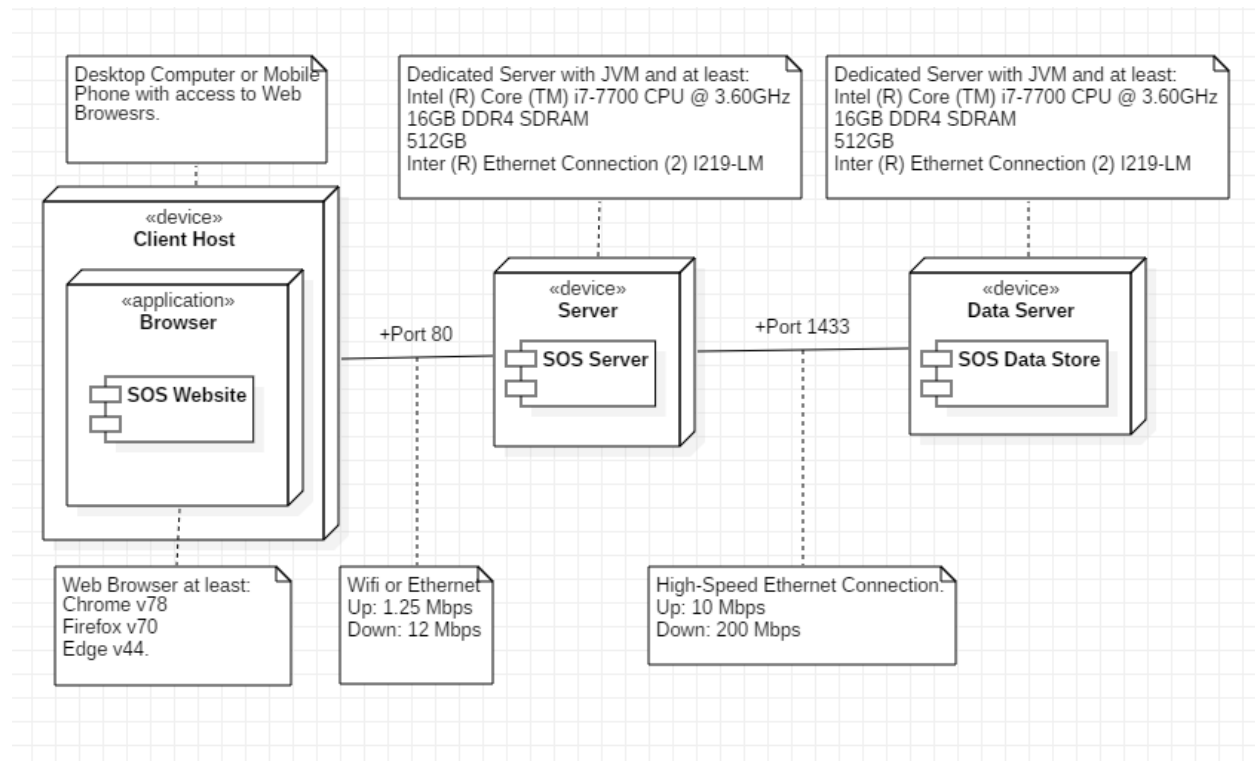 Desktop Computer or Mobile
Phone with access to Web
Browesrs.
Dedicated Server with JVM and at least:
Intel (R) Core (TM) i7-7700 CPU @ 3.60GHz
16GB DDR4 SDRAM
512GB
Inter (R) Ethernet Connection (2) I219-LM
Dedicated Server with JVM and at least:
Intel (R) Core (TM) i7-7700 CPU @ 3.60GHz
16GB DDR4 SDRAM
512GB
Inter (R) Ethernet Connection (2) I219-LM
«device»
Client Host
«application»
Browser
SOS Website
+Port 80
«device»
Server
SOS Server
+Port 1433
«device»
Data Server
SOS Data Store
Web Browser at least:
Chrome v78
Firefox v70
Edge v44.
Wifi or Ethernet
Up: 1.25 Mbps
Down: 12 Mbps
High-Speed Ethernet Connection.
Up: 10 Mbps
Down: 200 Mbps